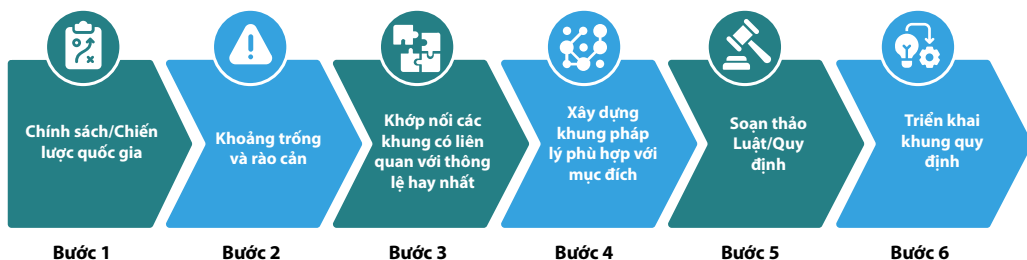 Chính sách/Chiến
lược quốc gia
Khoảng trống
và rào cản
Khớp nối các
khung có liên
quan với thông
lệ hay nhất
Xây dựng
khung pháp
lý phù hợp với
mục đích
Soạn thảo
Luật/Quy
định
Triển khai
khung quy
định
Bước 1
Bước 2
Bước 3
Bước 4
Bước 5
Bước 6